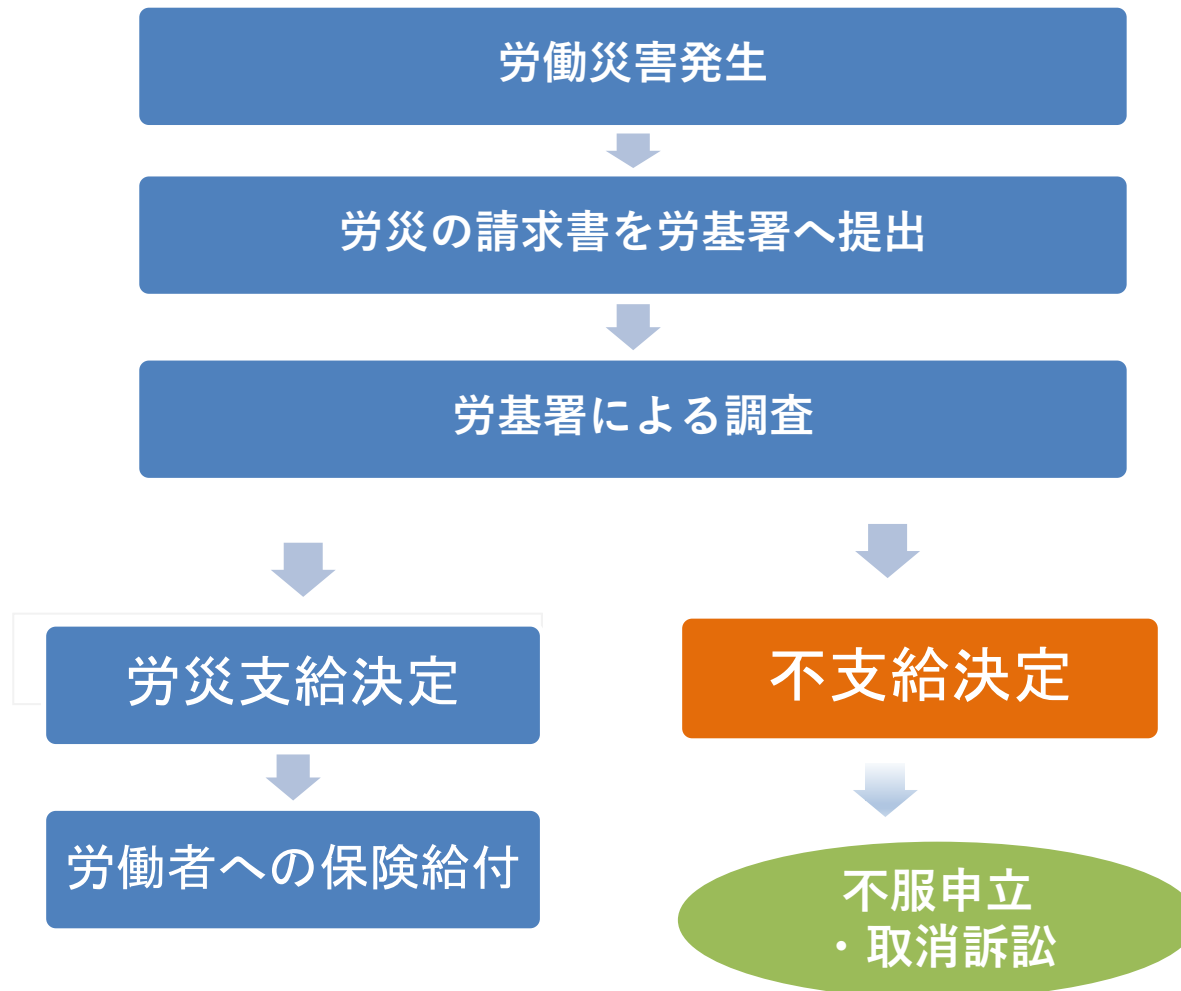 労働災害発生
労災の請求書を労基署へ提出
労基署による調査
労災支給決定
不支給決定
労働者への保険給付
不服申立
・取消訴訟